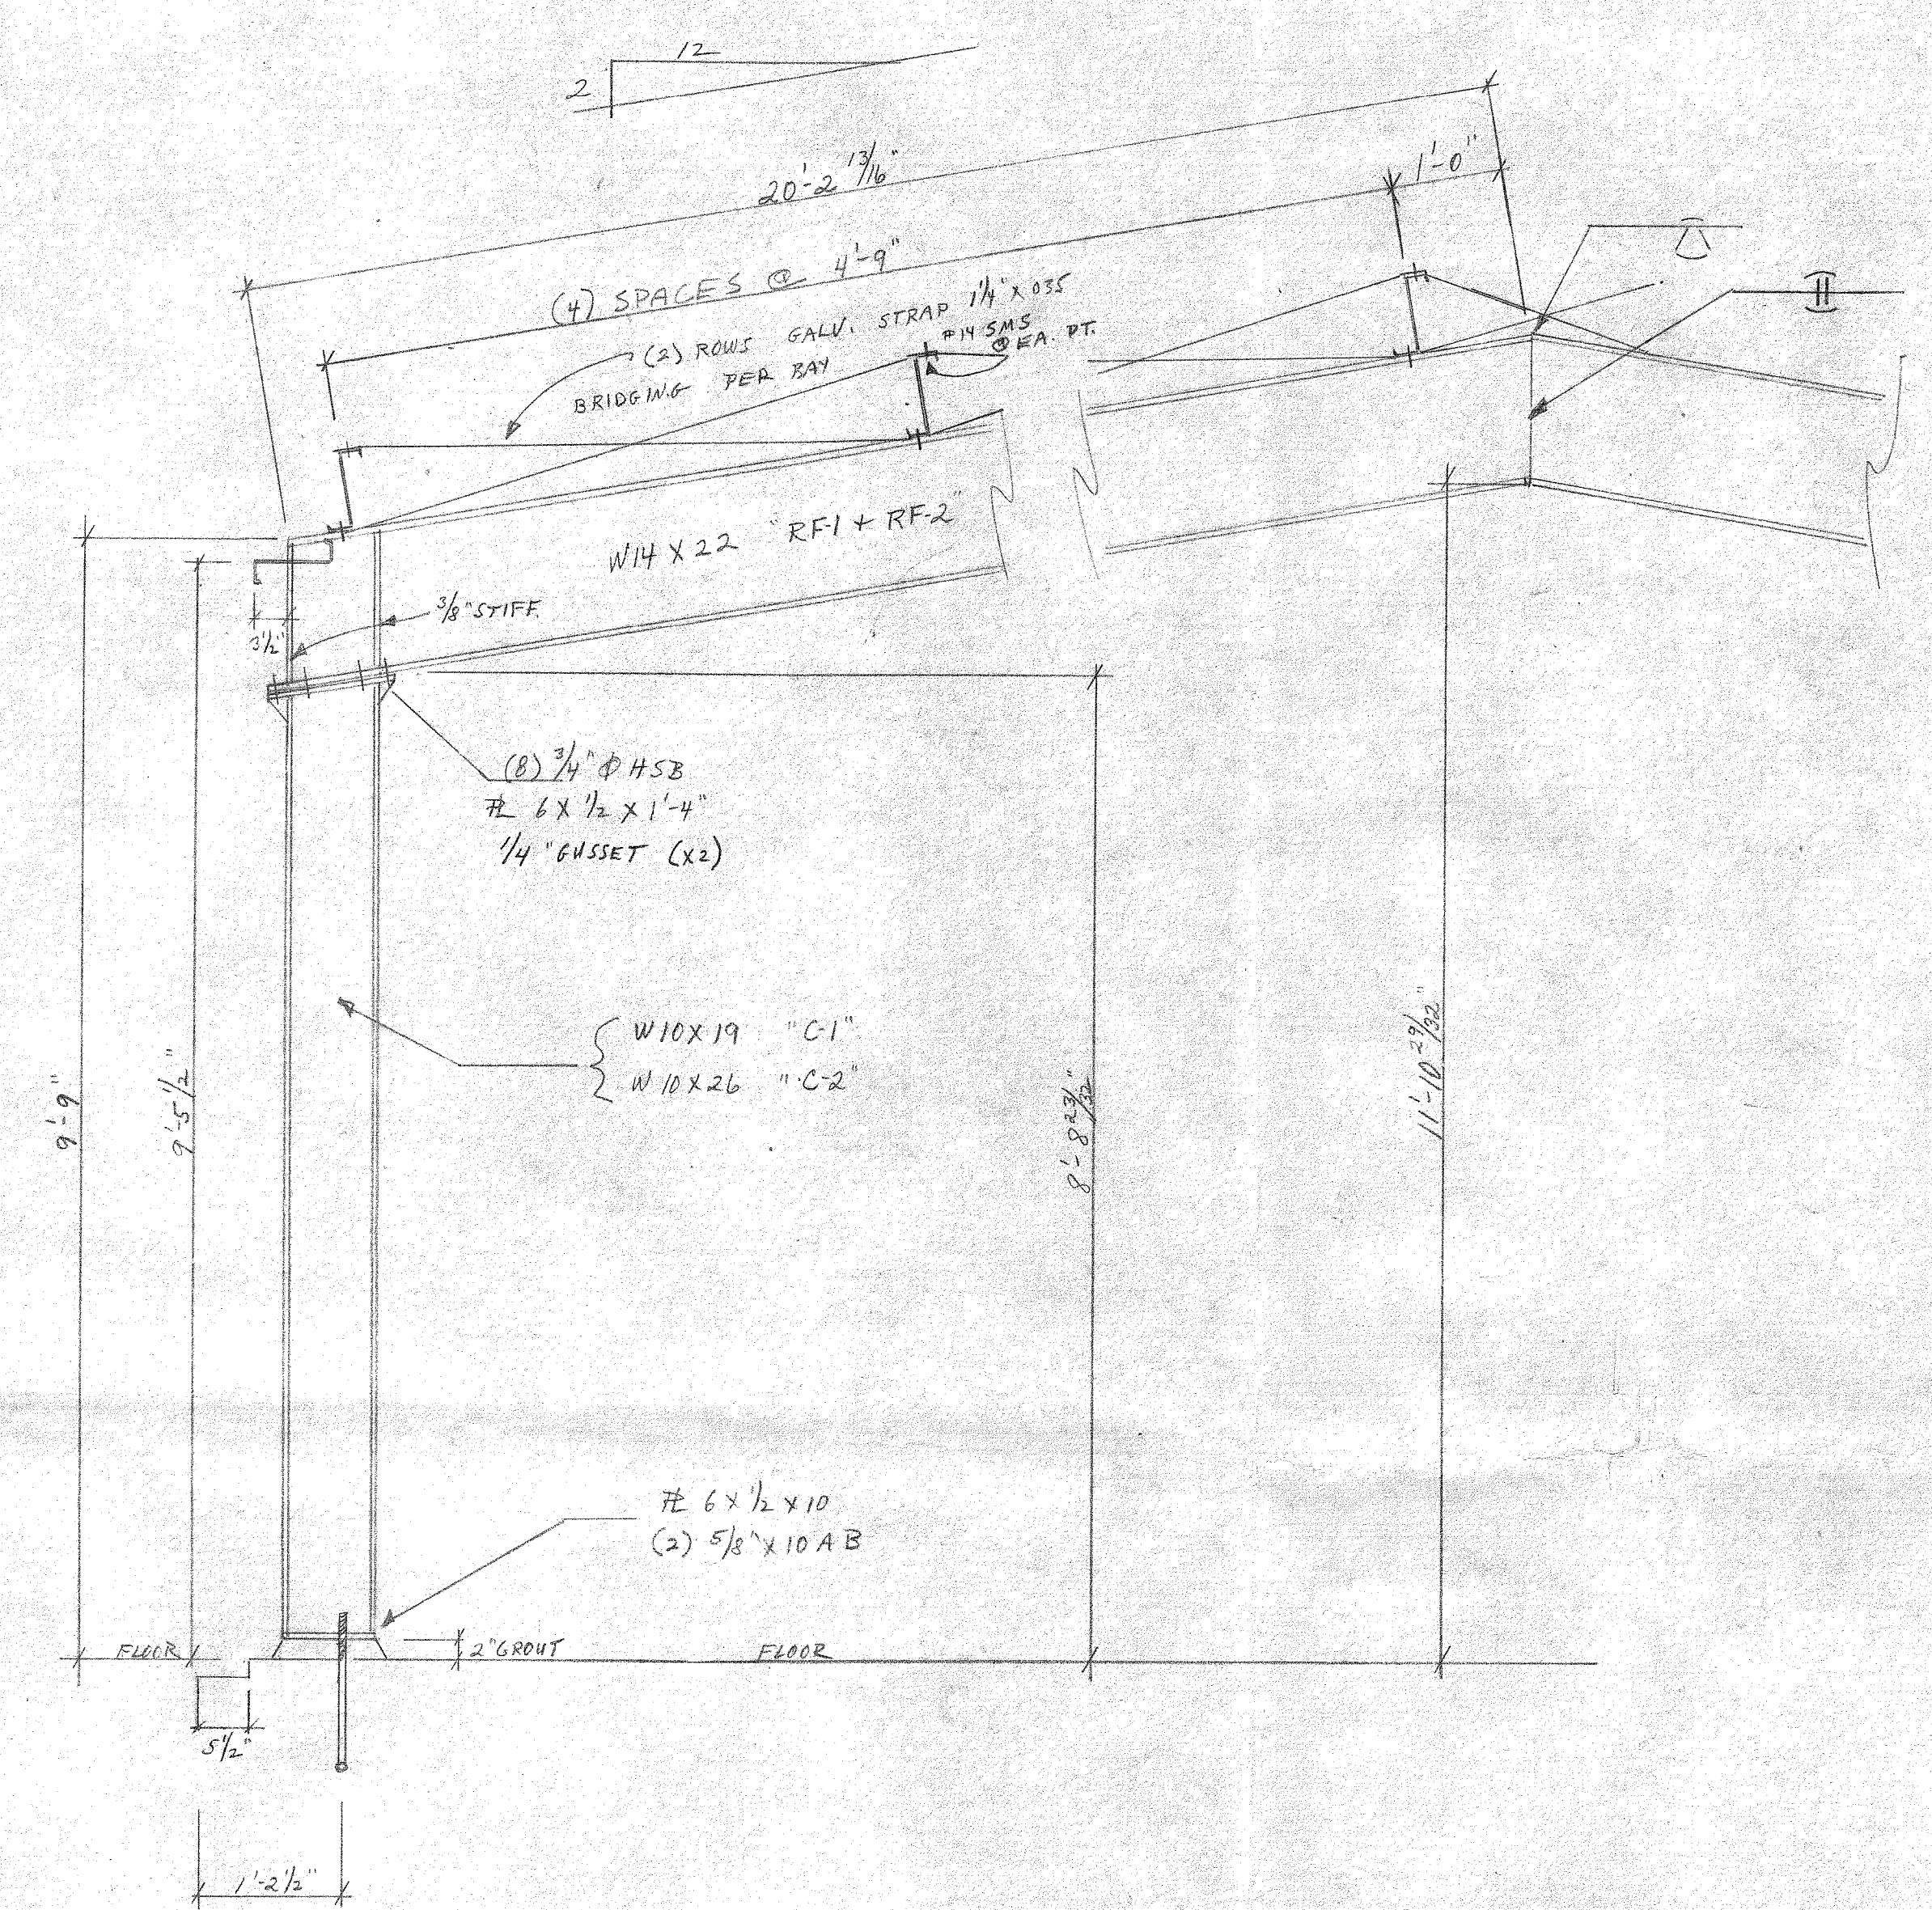 12
2
20'-2 13/16"
1'-0"
(4) SPACES @ 4'-9"
(2) ROWS GALV. STRAP 1 1/4" X 035
BRIDGING PER BAY
#14 SMS
@ EA. PT.
W14 X 22 "RF-1 + RF-2"
3/8" STIFF.
3 1/2"
(8) 3/4" Φ HSB
PL 6 X 1/2 X 1'-4"
1/4 "GUSSET (X2)
W10X19 "C-1"
W10X26 "C-2"
9'-9"
9'-5 1/2"
8'-8 23/32"
11'-10 29/32"
PL 6 X 1/2 X 10
(2) 5/8" X 10 A B
FLOOR
2" GROUT
FLOOR
5 1/2"
1'-2 1/2"